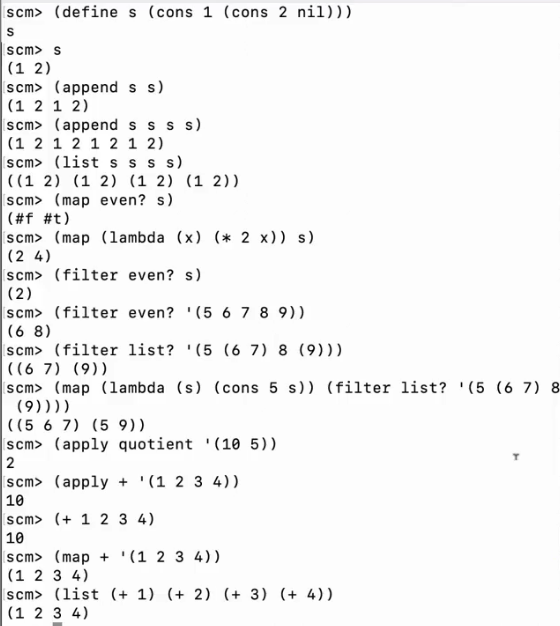 scm> (define s (cons 1 (cons 2 nil)))
s
scm> s
(1 2)
scm> (append s s)
(1 2 1 2)
scm> (append s s s s)
(1 2 1 2 1 2 1 2)
scm> (list s s s s)
((1 2) (1 2) (1 2) (1 2))
scm> (map even? s)
(#f #t)
scm> (map (lambda (x) (* 2 x)) s)
(2 4)
scm> (filter even? s)
(2)
scm> (filter even? '(5 6 7 8 9))
(6 8)
scm> (filter list? '(5 (6 7) 8 (9)))
((6 7) (9))
scm> (map (lambda (s) (cons 5 s)) (filter list? '(5 (6 7) 8
(9))))
((5 6 7) (5 9))
scm> (apply quotient '(10 5))
2
scm> (apply + '(1 2 3 4))
10
scm> (+ 1 2 3 4)
10
scm> (map + '(1 2 3 4))
(1 2 3 4)
scm> (list (+ 1) (+ 2) (+ 3) (+ 4))
(1 2 3 4)